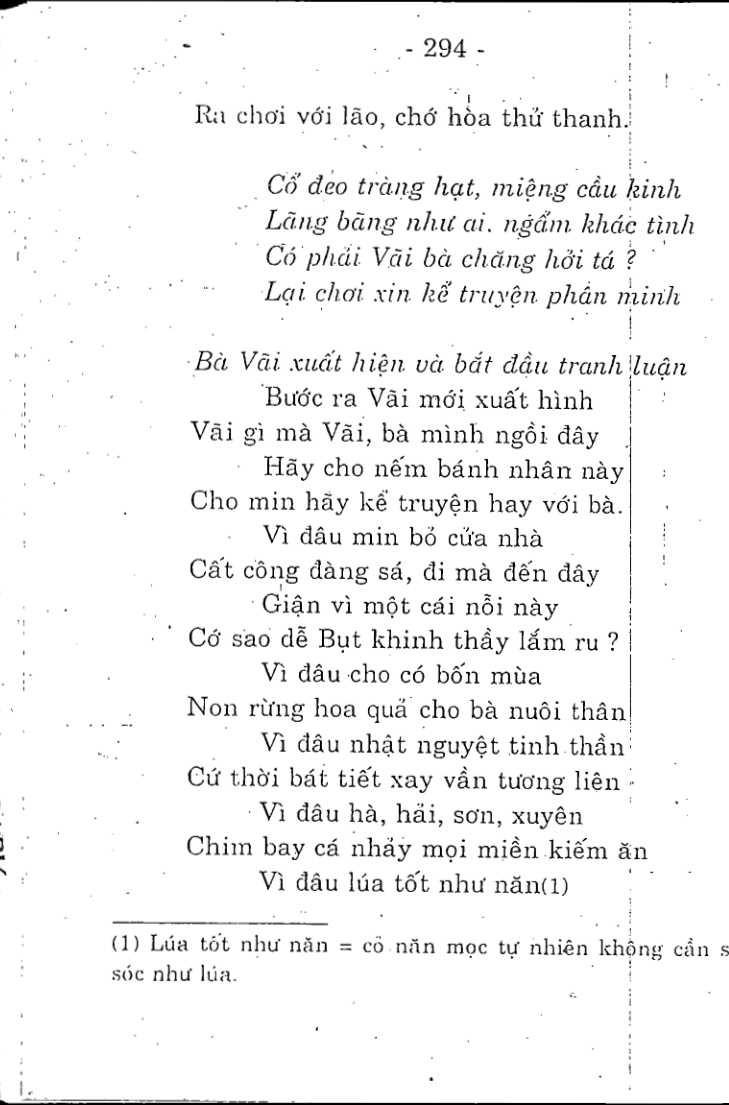 - 294 -
Ra chơi với lão, chớ hòa thử thanh.
Cổ đeo tràng hạt, miệng cầu kinh
Lãng bãng như ai. ngẩm khác tình
Có phải Vãi bà chăng hởi tá ?
Lại chơi xin kể truyện phân minh
Bà Vãi xuất hiện và bắt đầu tranh luận
Bước ra Vãi mới xuất hình
Vãi gì mà Vãi, bà mình ngồi đây
Hãy cho nếm bánh nhân này
Cho min hãy kể truyện hay với bà.
Vì đâu min bỏ cửa nhà
Cất công đàng sá, đi mà đến đây
Giận vì một cái nỗi này
Cớ sao dễ Bụt khinh thầy lắm ru ?
Vì đâu cho có bốn mùa
Non rừng hoa quả cho bà nuôi thân
Vì đâu nhật nguyệt tinh thần
Cứ thời bát tiết xay vần tương liên
Vì đâu hà, hải, sơn, xuyên
Chim bay cá nhảy mọi miền kiếm ăn
Vì đâu lúa tốt như năn(1)
(1) Lúa tốt như năn = cỏ năn mọc tự nhiên không cần s
sóc như lúa.